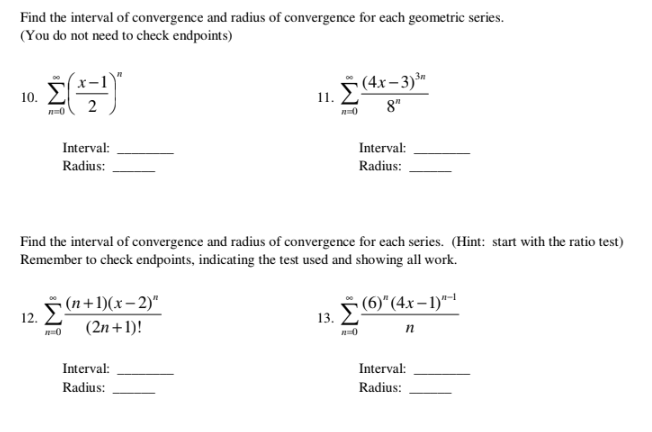 Find the interval of convergence and radius of convergence for each geometric series.
(You do not need to check endpoints)
10. $\sum_{n=0}^{\infty}\left(\frac{x-1}{2}\right)^n$ 11. $\sum_{n=0}^{\infty}\frac{(4x-3)^{3n}}{8^n}$
Interval: ________ Interval: ________
Radius: ______ Radius: ______
Find the interval of convergence and radius of convergence for each series. (Hint: start with the ratio test)
Remember to check endpoints, indicating the test used and showing all work.
12. $\sum_{n=0}^{\infty}\frac{(n+1)(x-2)^n}{(2n+1)!}$ 13. $\sum_{n=0}^{\infty}\frac{(6)^n(4x-1)^{n-1}}{n}$
Interval: ________ Interval: ________
Radius: ______ Radius: ______